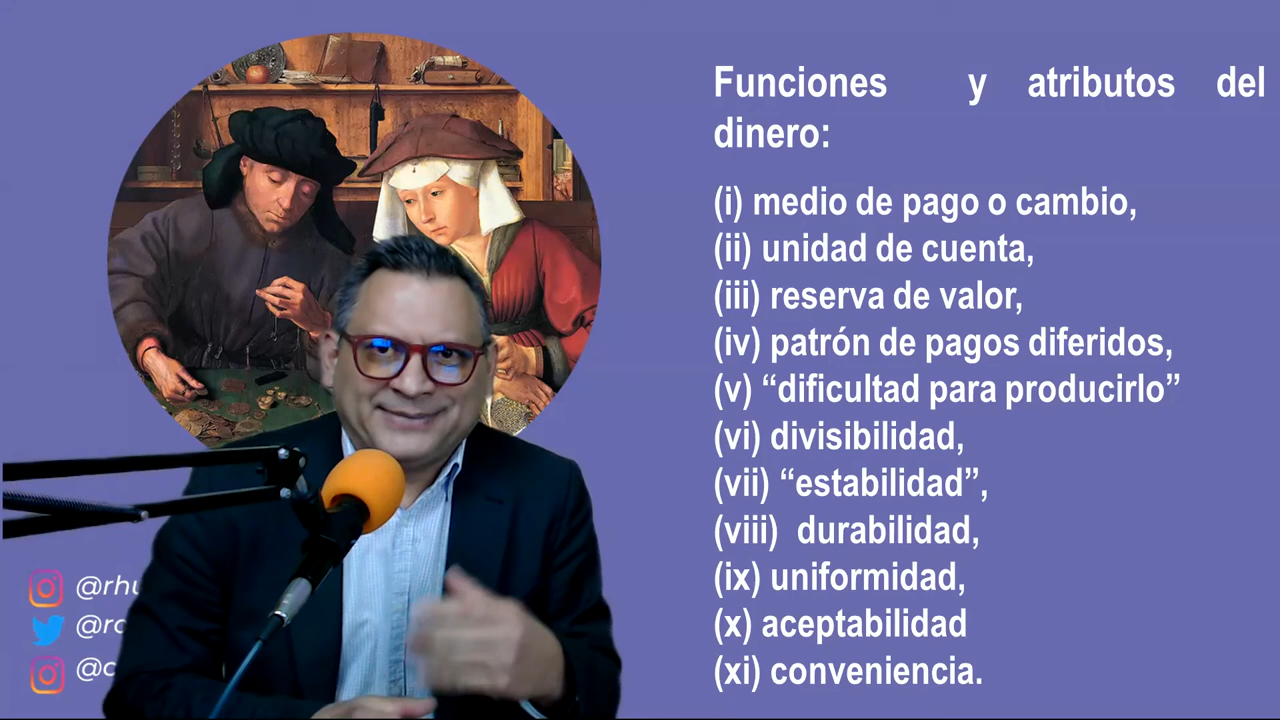 Funciones y atributos del
dinero:
(i) medio de pago o cambio,
(ii) unidad de cuenta,
(iii) reserva de valor,
(iv) patrón de pagos diferidos,
(v) “dificultad para producirlo”
(vi) divisibilidad,
(vii) “estabilidad”,
(viii) durabilidad,
(ix) uniformidad,
(x) aceptabilidad
(xi) conveniencia.